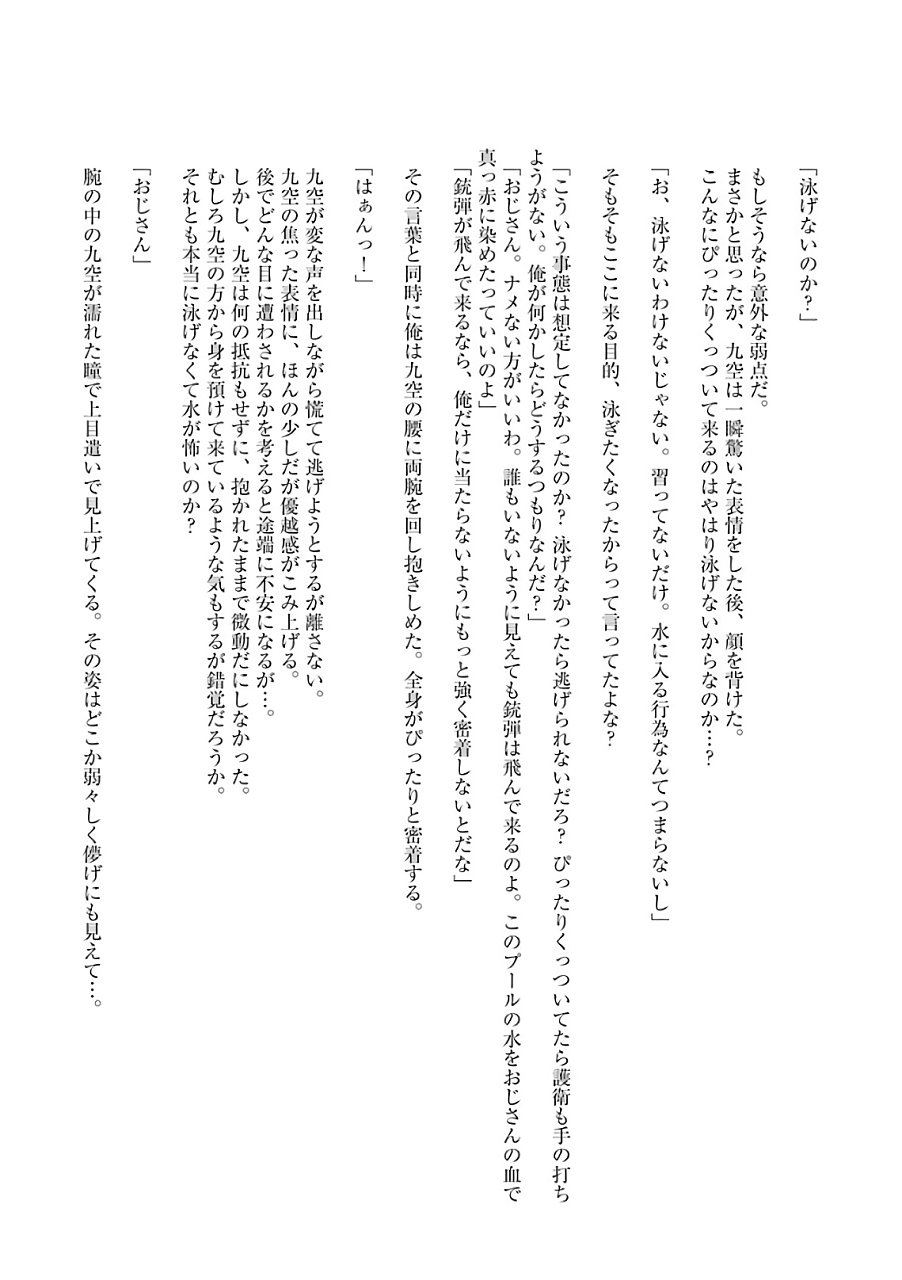 「泳げないのか？」
もしそうなら意外な弱点だ。
まさかと思ったが、九空は一瞬驚いた表情をした後、顔を背けた。
こんなにぴったりくっついて来るのはやはり泳げないからなのか…？
「お、泳げないわけないじゃない。習ってないだけ。水に入る行為なんてつまらないし」
そもそもここに来る目的、泳ぎたくなったからって言ってたよな？
「こういう事態は想定してなかったのか？ 泳げなかったら逃げられないだろ？ ぴったりくっついてたら護衛も手の打ち
ようがない。俺が何かしたらどうするつもりなんだ？」
「おじさん。ナメない方がいいわ。誰もいないように見えても銃弾は飛んで来るのよ。このプールの水をおじさんの血で
真っ赤に染めたっていいのよ」
「銃弾が飛んで来るなら、俺だけに当たらないようにもっと強く密着しないとだな」
その言葉と同時に俺は九空の腰に両腕を回し抱きしめた。全身がぴったりと密着する。
「はぁんっ！」
九空が変な声を出しながら慌てて逃げようとするが離さない。
九空の焦った表情に、ほんの少しだが優越感がこみ上げる。
後でどんな目に遭わされるかを考えると途端に不安になるが…。
しかし、九空は何の抵抗もせずに、抱かれたままで微動だにしなかった。
むしろ九空の方から身を預けて来ているような気もするが錯覚だろうか。
それとも本当に泳げなくて水が怖いのか？
「おじさん」
腕の中の九空が濡れた瞳で上目遣いで見上げてくる。その姿はどこか弱々しく儚げにも見えて…。